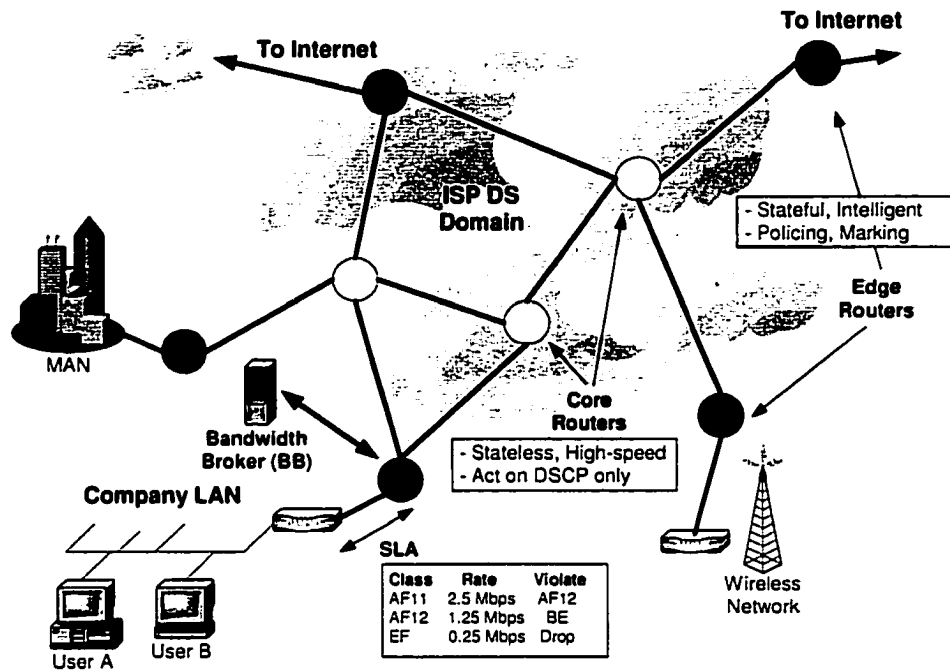 To Internet
To Internet
ISP DS
Domain
- Stateful, Intelligent
- Policing, Marking
Edge
Routers
MAN
Core
Routers
- Stateless, High-speed
- Act on DSCP only
Bandwidth
Broker (BB)
Company LAN
SLA
Class Rate Violate
AF11 2.5 Mbps AF12
AF12 1.25 Mbps BE
EF 0.25 Mbps Drop
Wireless
Network
User A
User B